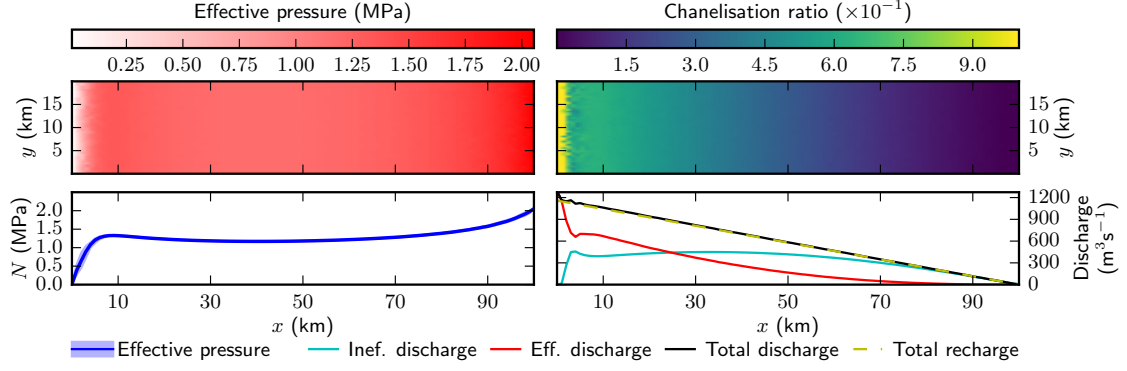 Effective pressure (MPa)
Chanelisation ratio (×10⁻¹)
0.25 0.50 0.75 1.00 1.25 1.50 1.75 2.00
1.5 3.0 4.5 6.0 7.5 9.0
y (km)
15
10
5
15
10
5
y (km)
N (MPa)
2.0
1.5
1.0
0.5
0.0
1200
900
600
300
0
Discharge
(m³s⁻¹)
10 30 50 70 90
10 30 50 70 90
x (km)
x (km)
Effective pressure Inef. discharge Eff. discharge Total discharge Total recharge